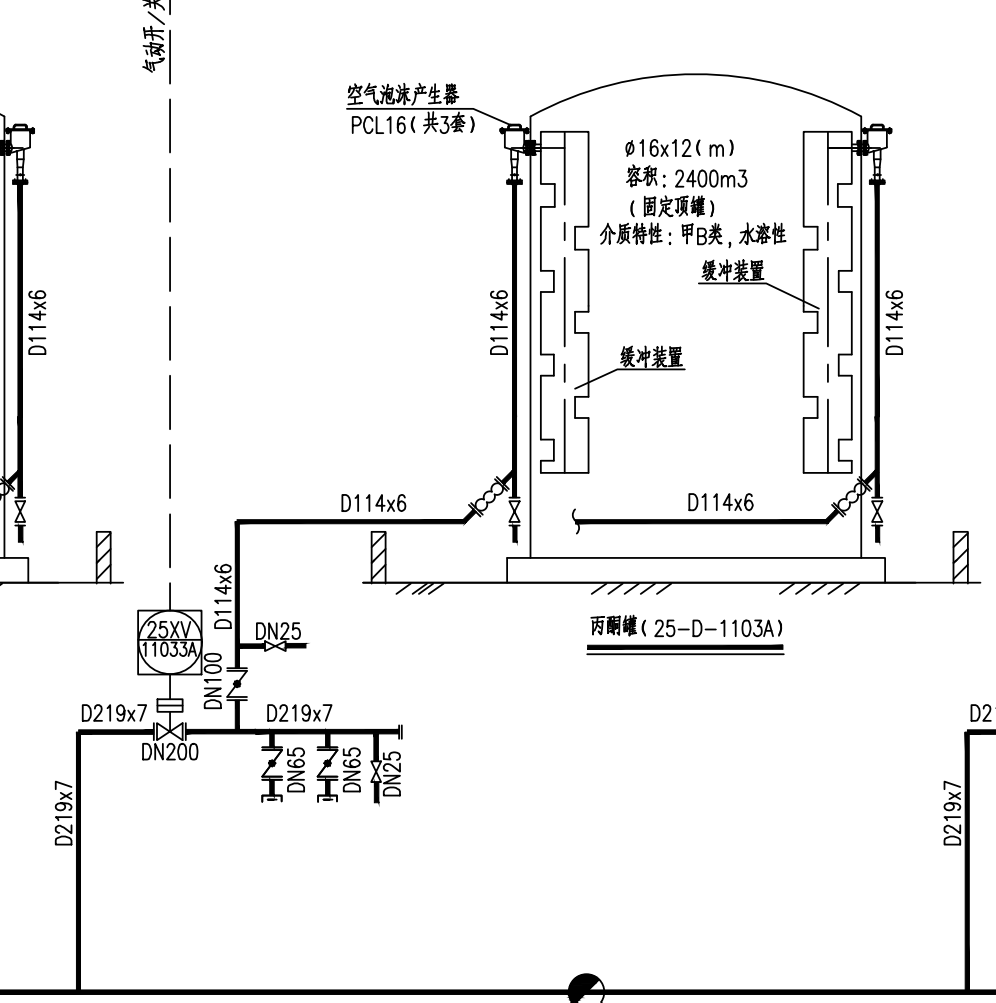 气动开/关
空气泡沫产生器
PCL16(共3套)
ø16x12(m)
容积: 2400m3
(固定顶罐)
介质特性: 甲B类, 水溶性
缓冲装置
缓冲装置
D114x6
D114x6
D114x6
D114x6
D114x6
D114x6
丙酮罐(25-D-1103A)
25XV
11033A
DN25
DN100
D219x7
D219x7
DN200
DN65
DN65
DN25
D219x7
D219x7